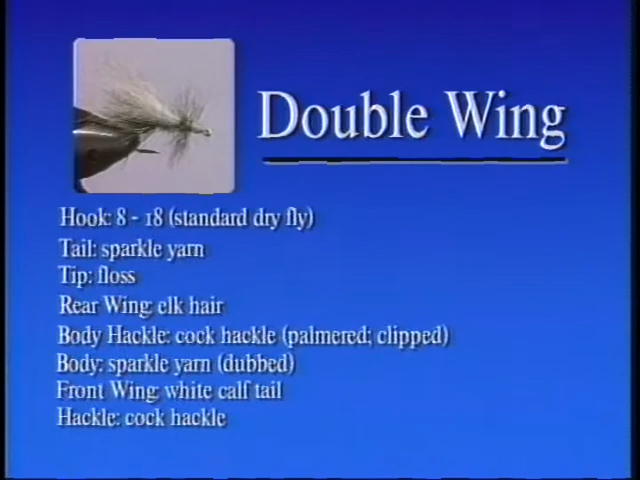 Double Wing
Hook: 8 - 18 (standard dry fly)
Tail: sparkle yarn
Tip: floss
Rear Wing: elk hair
Body Hackle: cock hackle (palmered; clipped)
Body: sparkle yarn (dubbed)
Front Wing: white calf tail
Hackle: cock hackle